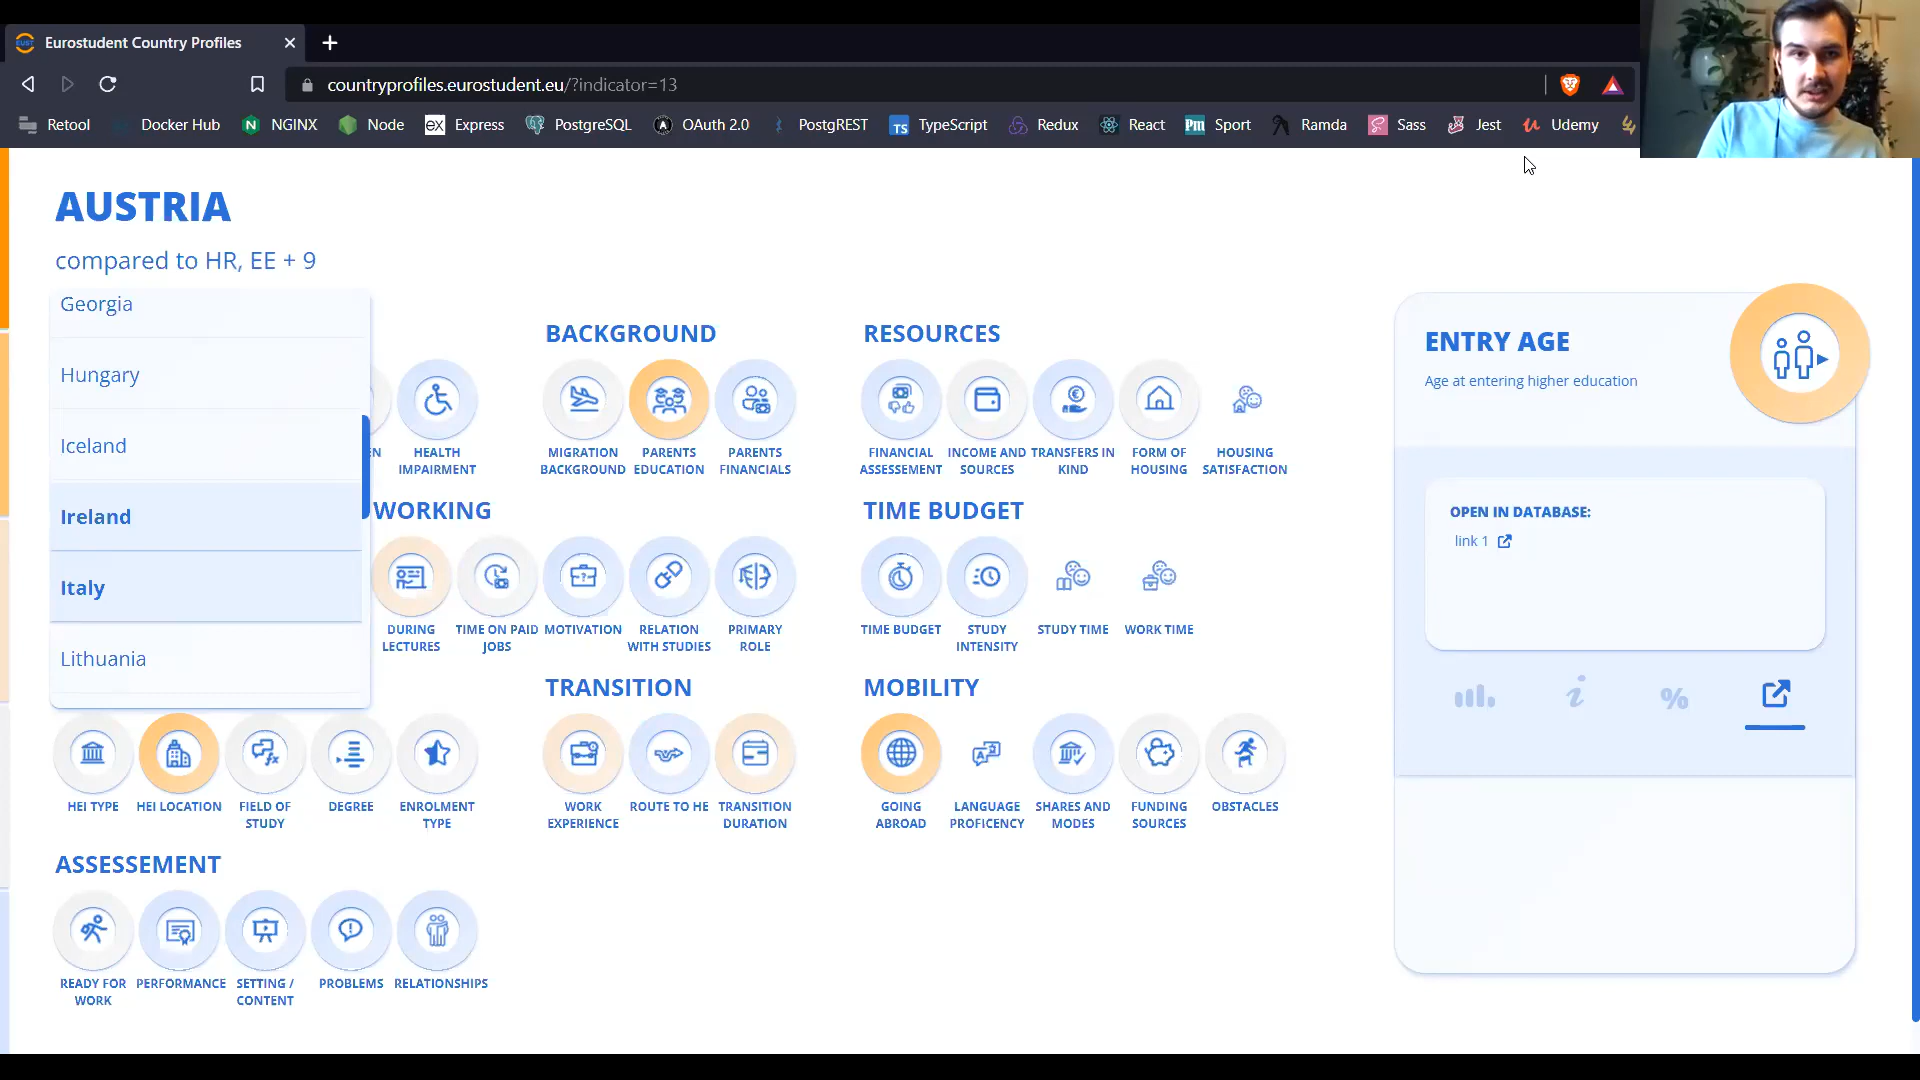 Eurostudent Country Profiles
countryprofiles.eurostudent.eu/?indicator=13
Retool
Docker Hub
NGINX
Node
ex Express
PostgreSQL
OAuth 2.0
PostgREST
TS TypeScript
Redux
React
Pm Sport
Ramda
Sass
Jest
Udemy
AUSTRIA
compared to HR, EE + 9
Georgia
Hungary
Iceland
Ireland
Italy
Lithuania
EN
HEALTH
IMPAIRMENT
BACKGROUND
MIGRATION
BACKGROUND
PARENTS
EDUCATION
PARENTS
FINANCIALS
RESOURCES
FINANCIAL
ASSESSEMENT
INCOME AND
SOURCES
TRANSFERS IN
KIND
FORM OF
HOUSING
HOUSING
SATISFACTION
WORKING
DURING
LECTURES
TIME ON PAID
JOBS
MOTIVATION
RELATION
WITH STUDIES
PRIMARY
ROLE
TIME BUDGET
TIME BUDGET
STUDY
INTENSITY
STUDY TIME
WORK TIME
HEI TYPE
HEI LOCATION
FIELD OF
STUDY
DEGREE
ENROLMENT
TYPE
TRANSITION
WORK
EXPERIENCE
ROUTE TO HE
TRANSITION
DURATION
MOBILITY
GOING
ABROAD
LANGUAGE
PROFICENCY
SHARES AND
MODES
FUNDING
SOURCES
OBSTACLES
ASSESSEMENT
READY FOR
WORK
PERFORMANCE
SETTING /
CONTENT
PROBLEMS
RELATIONSHIPS
ENTRY AGE
Age at entering higher education
OPEN IN DATABASE:
link 1
i
%